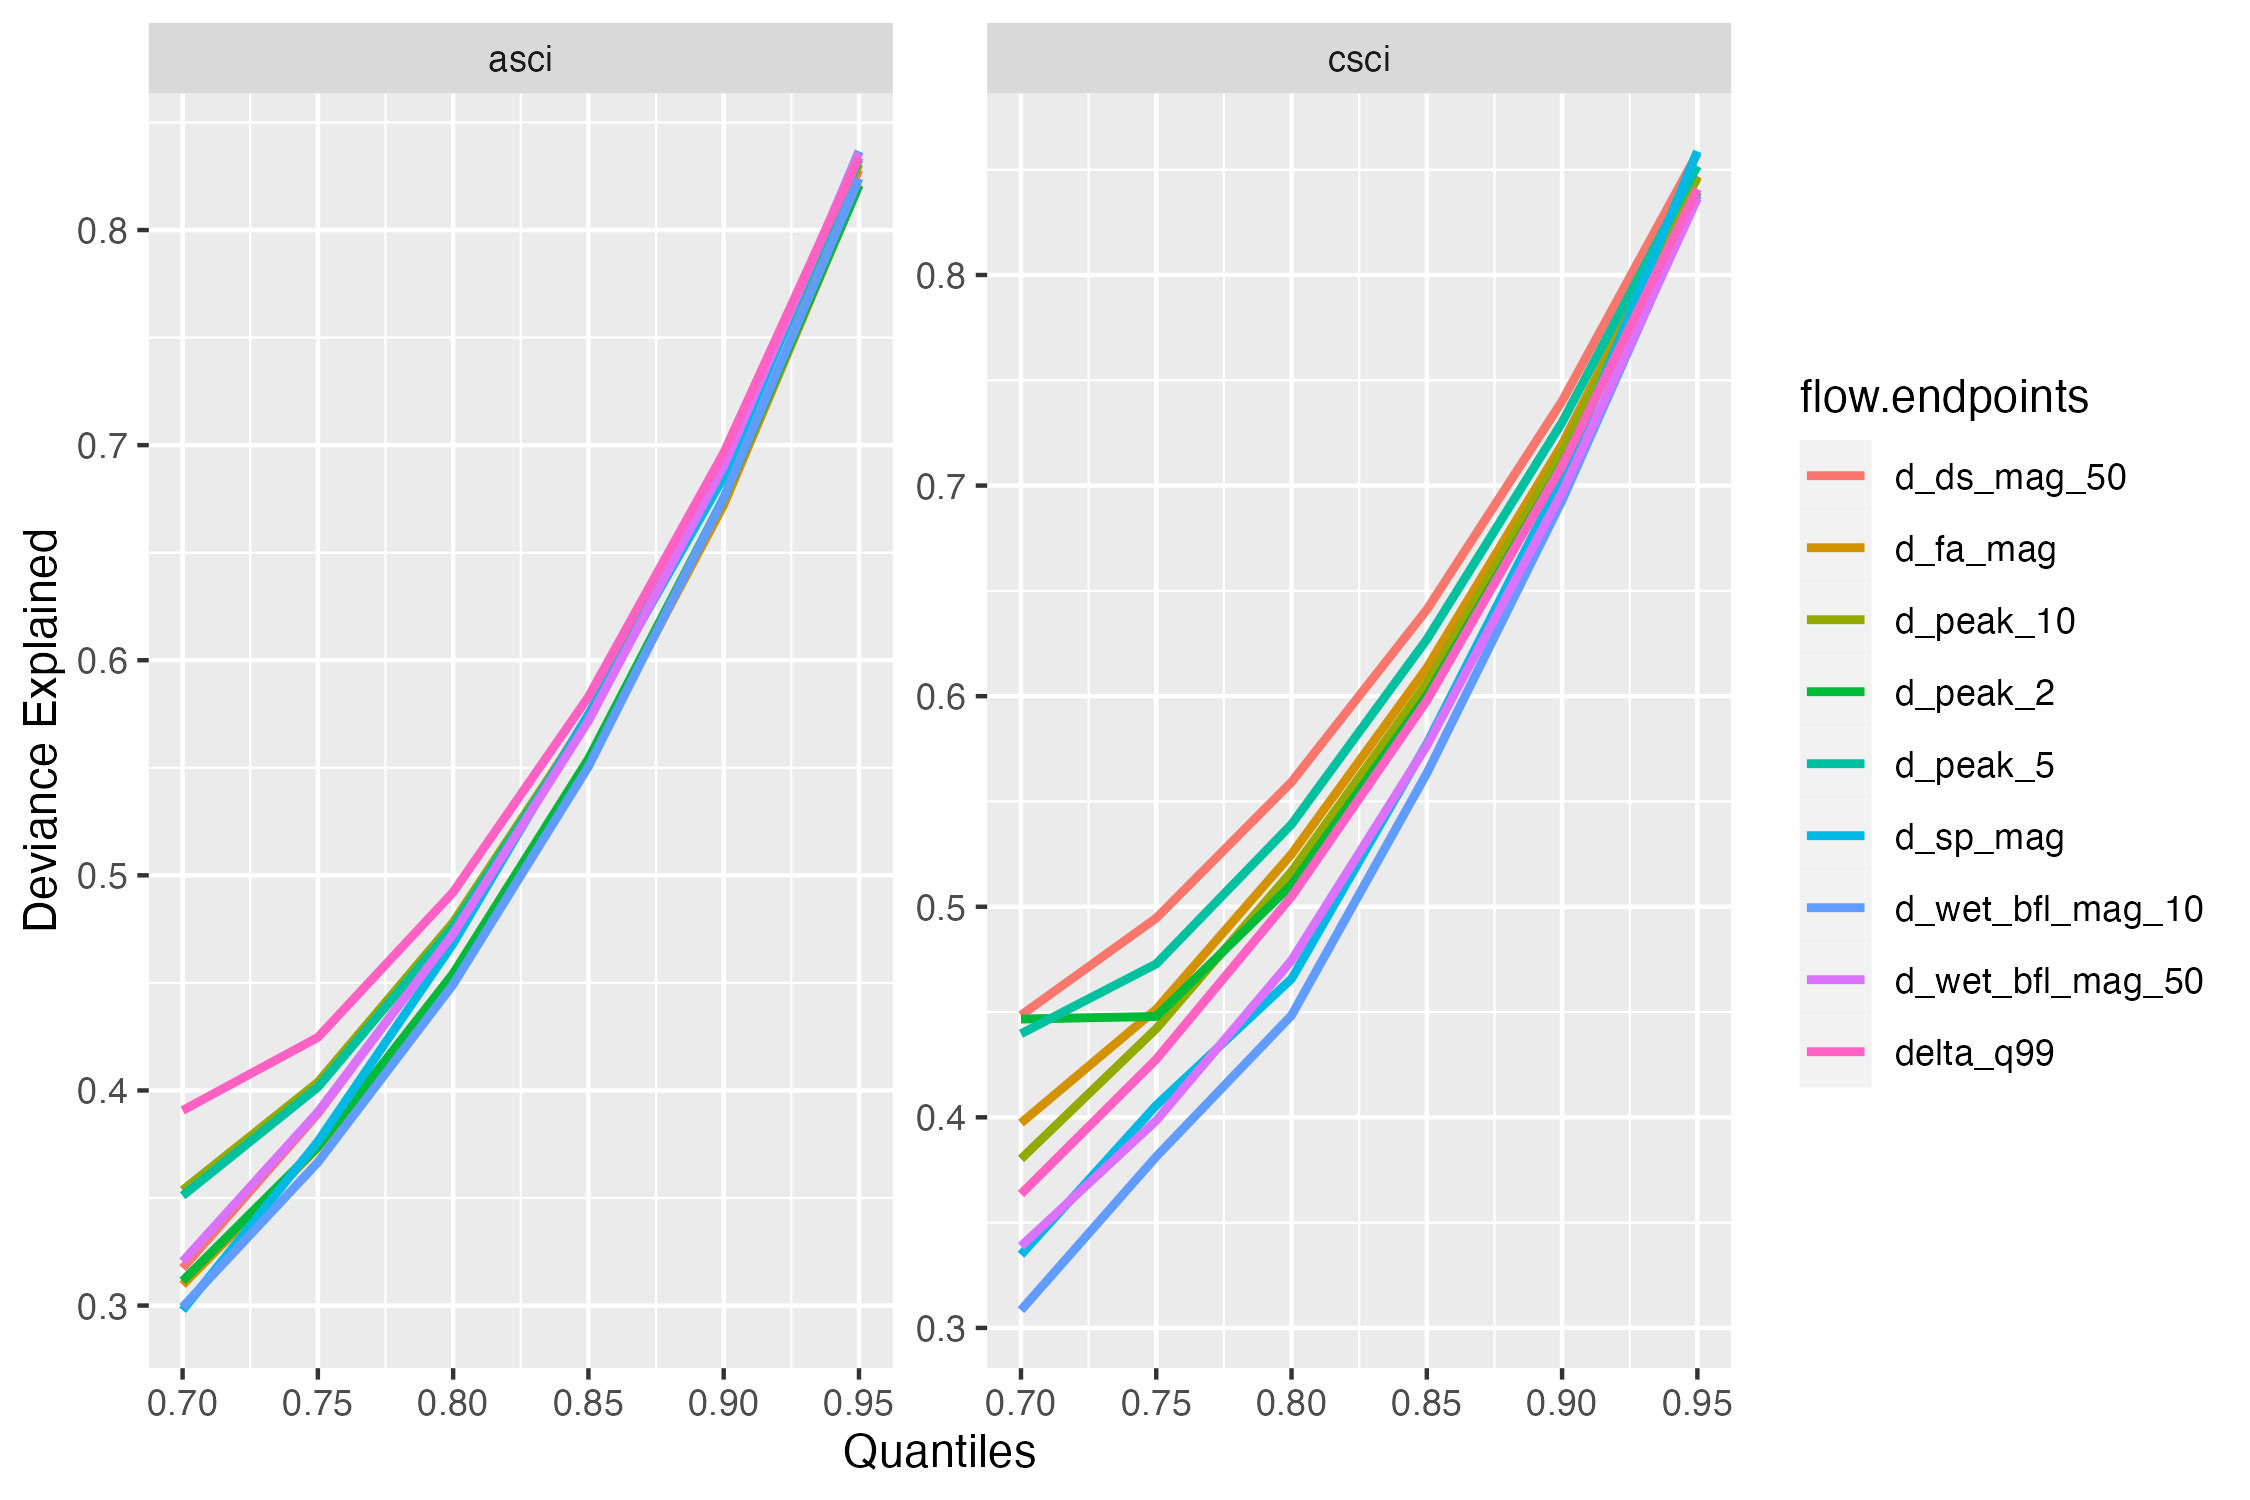 asci
csci
Deviance Explained
0.8
0.7
0.6
0.5
0.4
0.3
0.8
0.7
0.6
0.5
0.4
0.3
0.70 0.75 0.80 0.85 0.90 0.95
0.70 0.75 0.80 0.85 0.90 0.95
Quantiles
flow.endpoints
d_ds_mag_50
d_fa_mag
d_peak_10
d_peak_2
d_peak_5
d_sp_mag
d_wet_bfl_mag_10
d_wet_bfl_mag_50
delta_q99